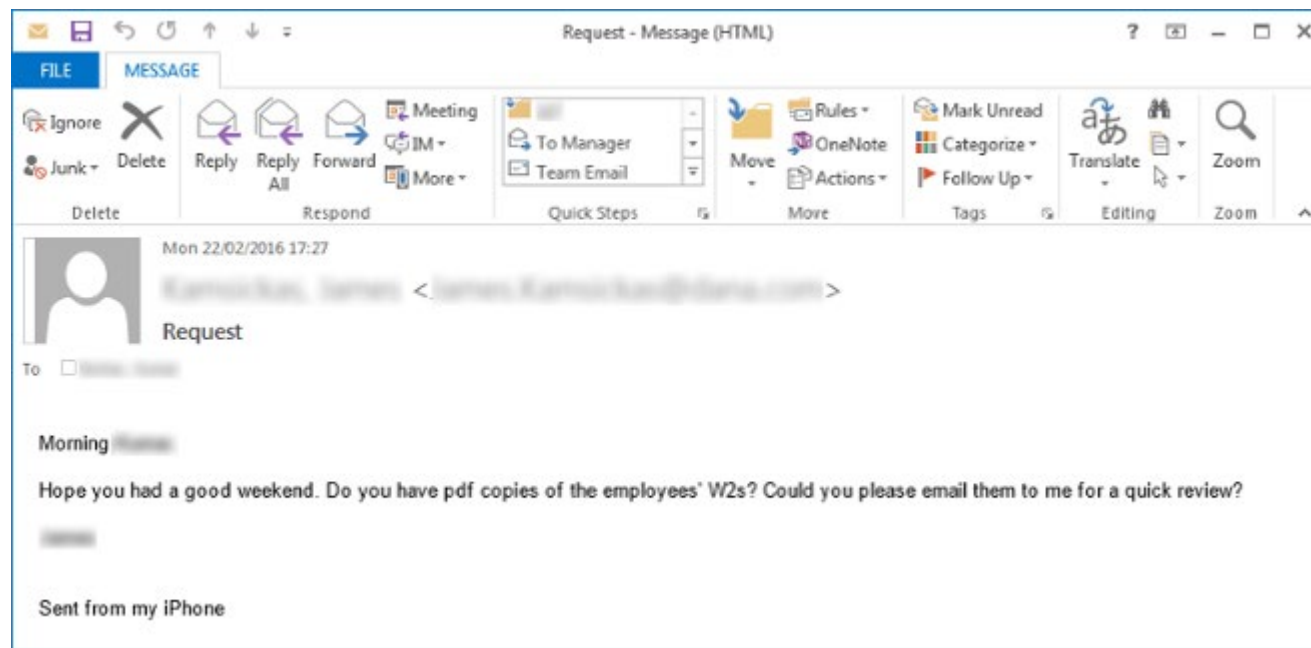 Request - Message (HTML)
FILE MESSAGE
Ignore
Junk
Delete
Reply
Reply All
Forward
Meeting
IM
More
To Manager
Team Email
Move
Rules
OneNote
Actions
Mark Unread
Categorize
Follow Up
Translate
Zoom
Delete Respond Quick Steps Move Tags Editing Zoom
Mon 22/02/2016 17:27
< >
Request
To
Morning
Hope you had a good weekend. Do you have pdf copies of the employees' W2s? Could you please email them to me for a quick review?
Sent from my iPhone